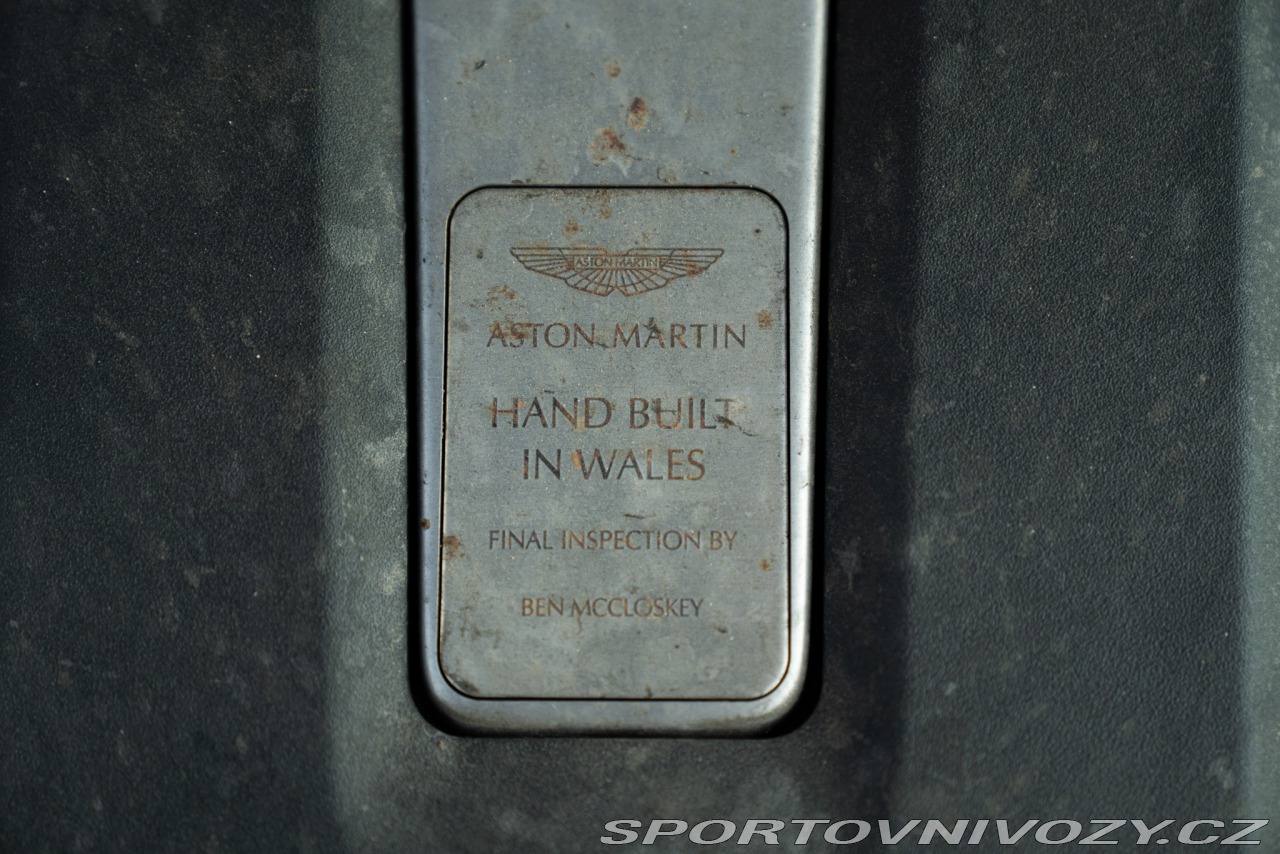 ASTON MARTIN
ASTON MARTIN
HAND BUILT
IN WALES
FINAL INSPECTION BY
BEN MCCLOSKEY
SPORTOVNIVOZY.CZ